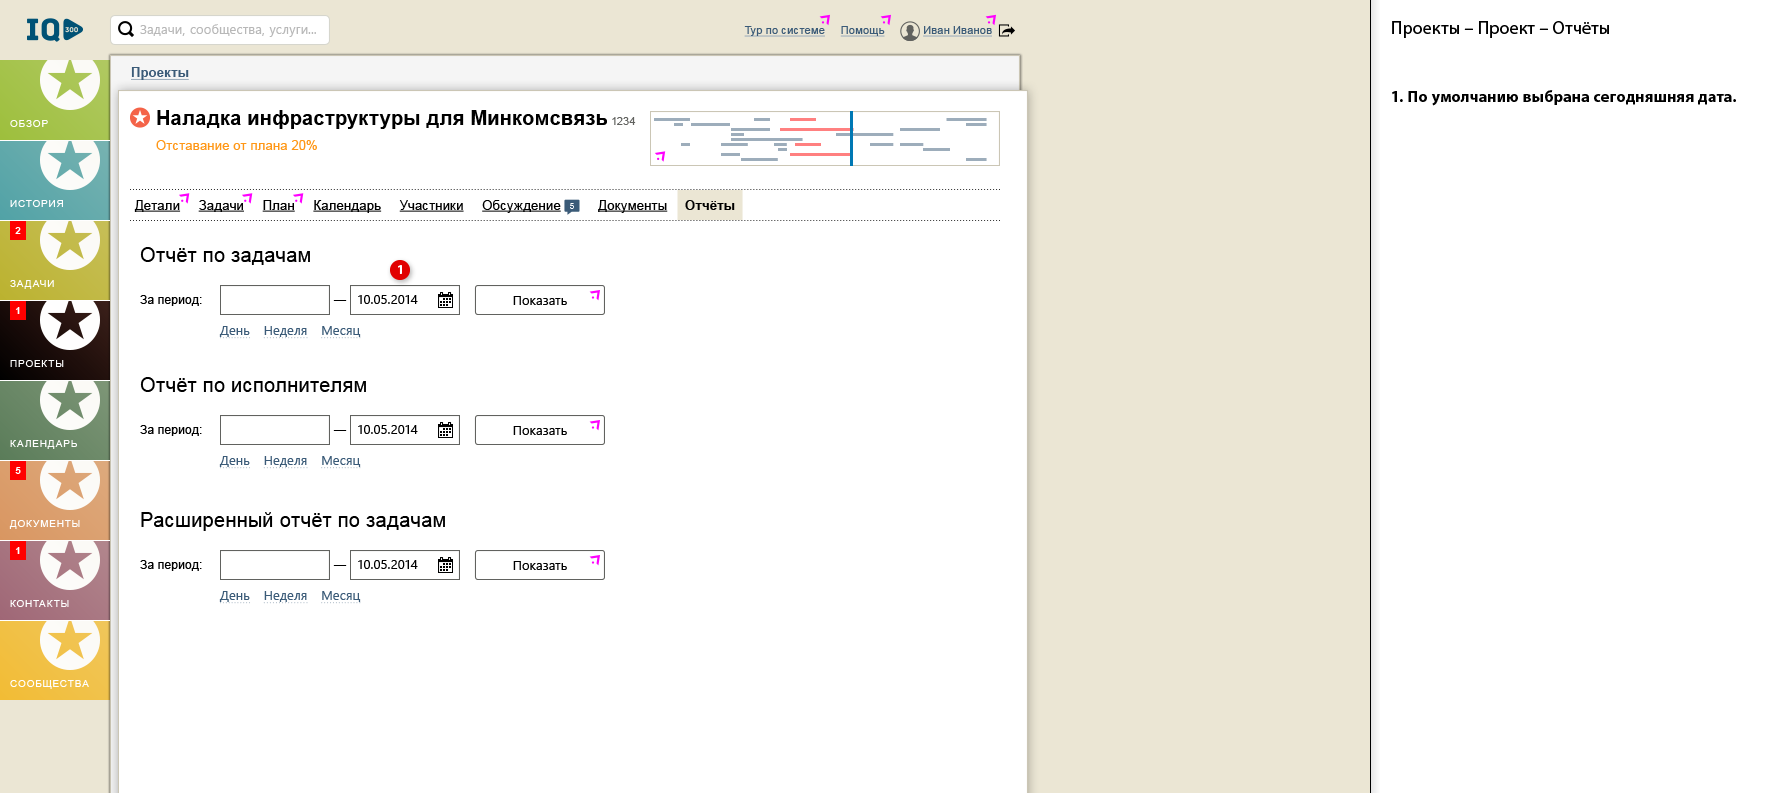 IQ 300
Задачи, сообщества, услуги...
Тур по системе
Помощь
Иван Иванов
Проекты – Проект – Отчёты
1. По умолчанию выбрана сегодняшняя дата.
ОБЗОР
ИСТОРИЯ
2
ЗАДАЧИ
1
ПРОЕКТЫ
КАЛЕНДАРЬ
5
ДОКУМЕНТЫ
1
КОНТАКТЫ
СООБЩЕСТВА
Проекты
Наладка инфраструктуры для Минкомсвязь 1234
Отставание от плана 20%
Детали Задачи План Календарь Участники Обсуждение 5 Документы Отчёты
Отчёт по задачам
1
За период: — 10.05.2014 Показать
День Неделя Месяц
Отчёт по исполнителям
За период: — 10.05.2014 Показать
День Неделя Месяц
Расширенный отчёт по задачам
За период: — 10.05.2014 Показать
День Неделя Месяц